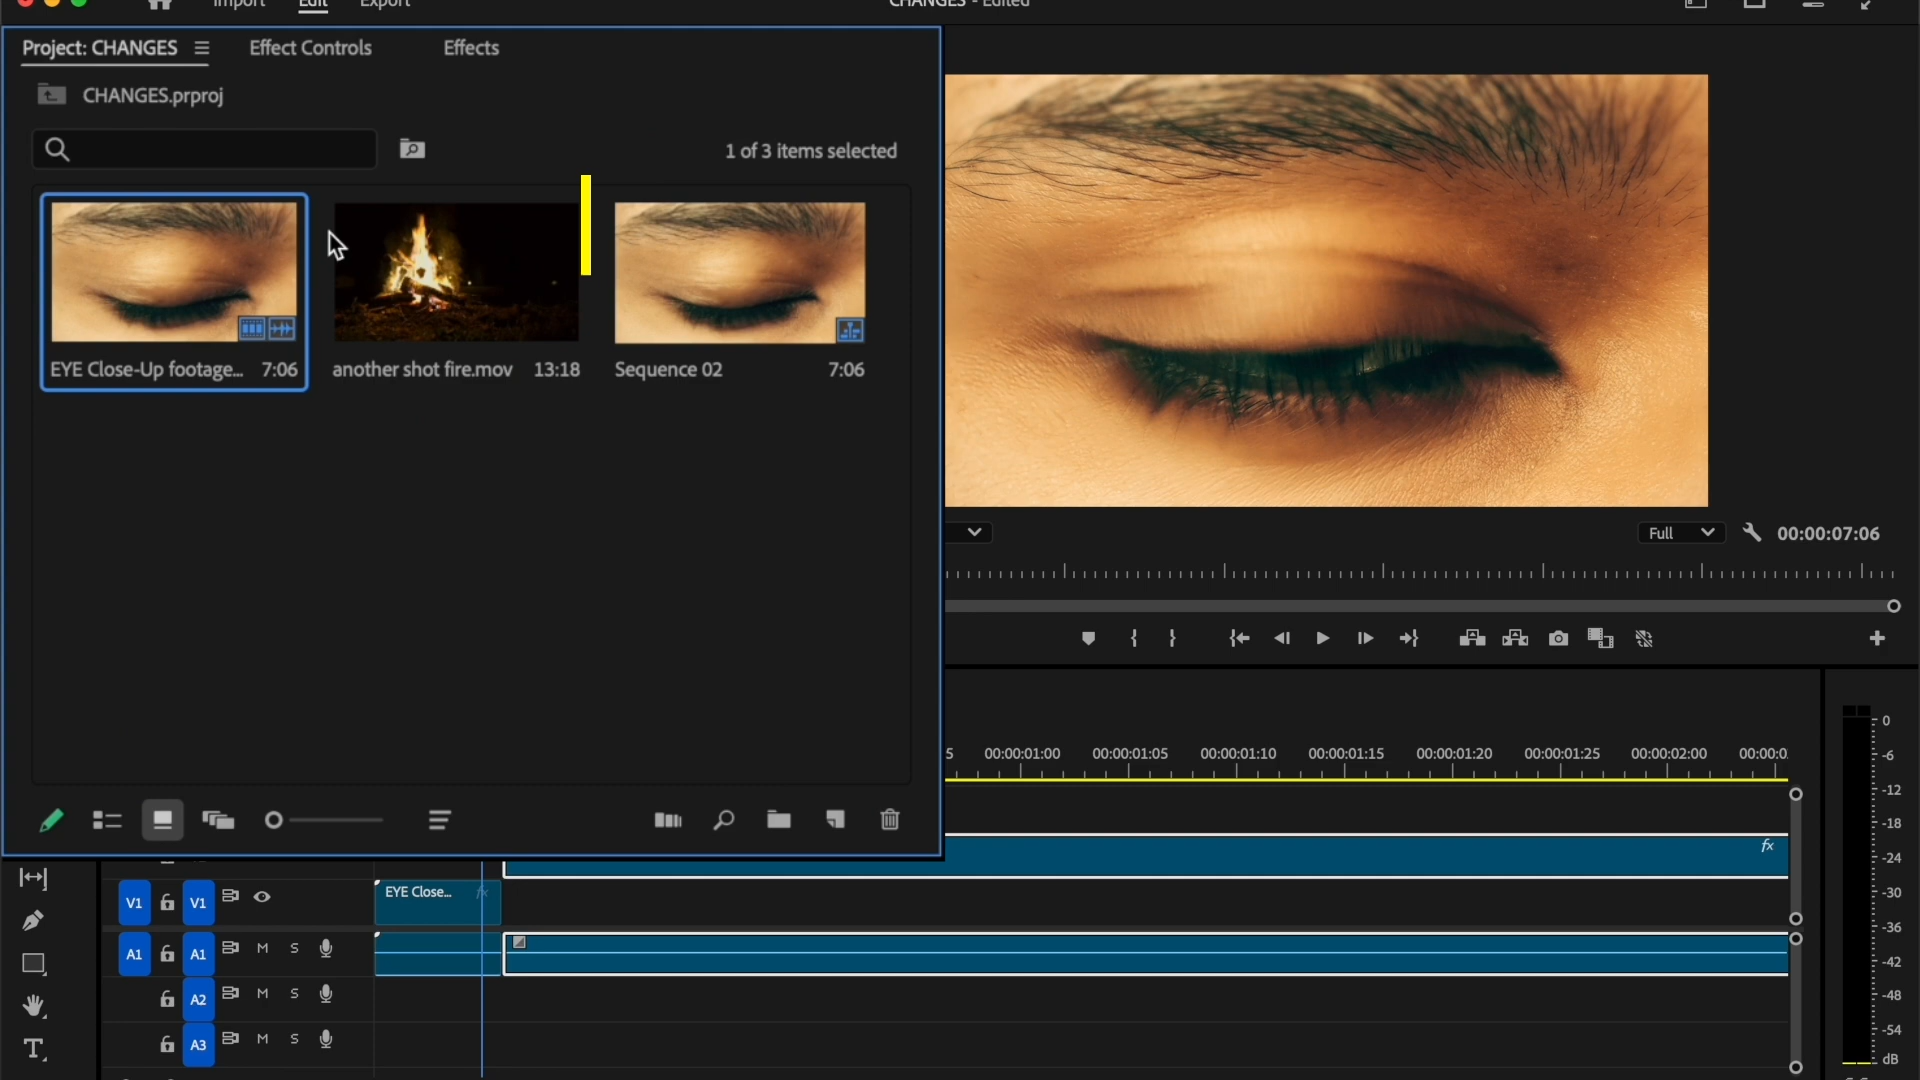 Import Edit Export CHANGES - Edited
Project: CHANGES Effect Controls Effects
CHANGES.prproj
1 of 3 items selected
EYE Close-Up footage... 7:06 another shot fire.mov 13:18 Sequence 02 7:06
Full 00:00:07:06
5 00:00:01:00 00:00:01:05 00:00:01:10 00:00:01:15 00:00:01:20 00:00:01:25 00:00:02:00 00:00:0
fx
V1 V1 EYE Close... fx
A1 A1 M S
A2 M S
A3 M S
T
0
-6
-12
-18
-24
-30
-36
-42
-48
-54
dB